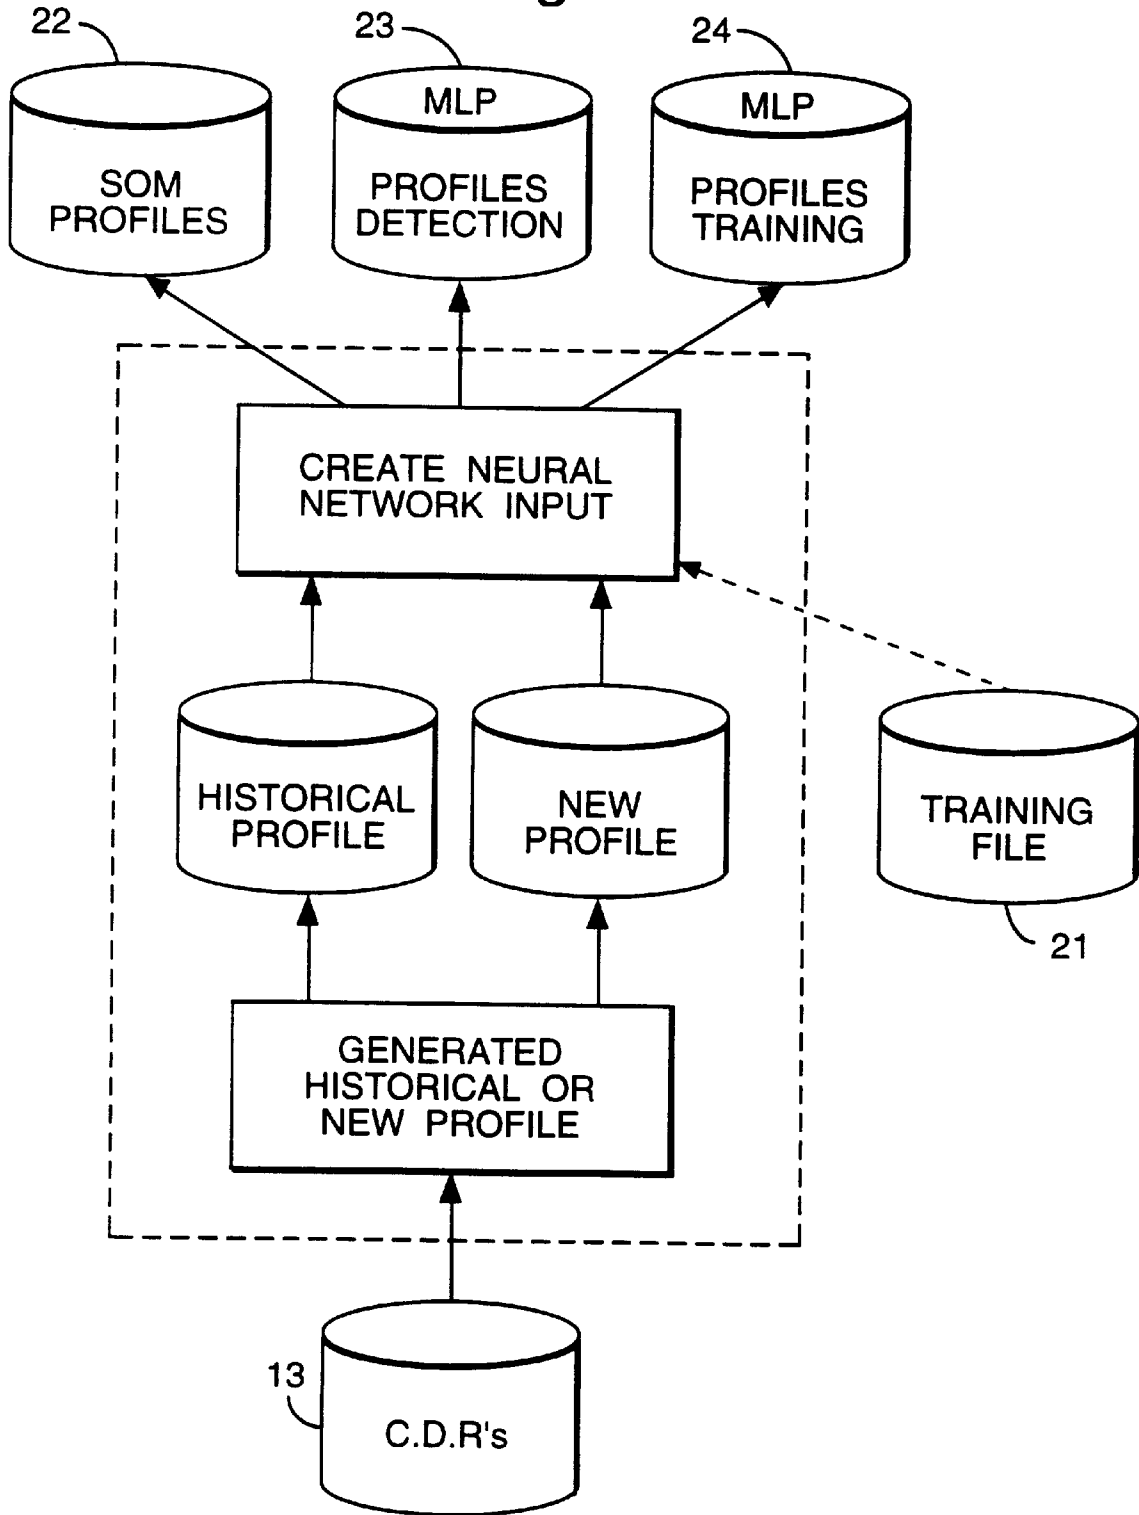 22
23
24
MLP
MLP
SOM
PROFILES
PROFILES
DETECTION
PROFILES
TRAINING
CREATE NEURAL
NETWORK INPUT
HISTORICAL
PROFILE
NEW
PROFILE
TRAINING
FILE
21
GENERATED
HISTORICAL OR
NEW PROFILE
13
C.D.R's